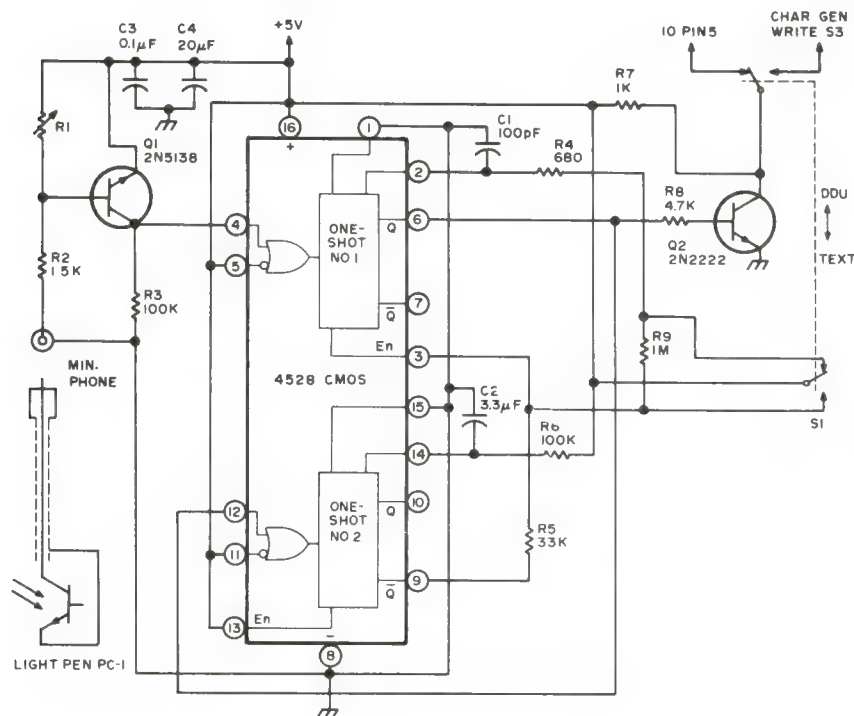 C3
0.1µF
C4
20µF
+5V
10 PIN5
CHAR GEN
WRITE S3
R1
Q1
2N5138
R7
1K
C1
100pF
R4
680
16
+
1
2
6
Q
R8
4.7K
Q2
2N2222
DDU
TEXT
4
5
ONE-
SHOT
NO.1
R2
1.5K
R3
100K
Q
7
En
3
R9
1M
MIN.
PHONE
4528 CMOS
C2
3.3µF
15
14
R6
100K
S1
12
11
ONE-
SHOT
NO.2
Q
10
R5
33K
Q
9
13
En
−
8
LIGHT PEN PC-1